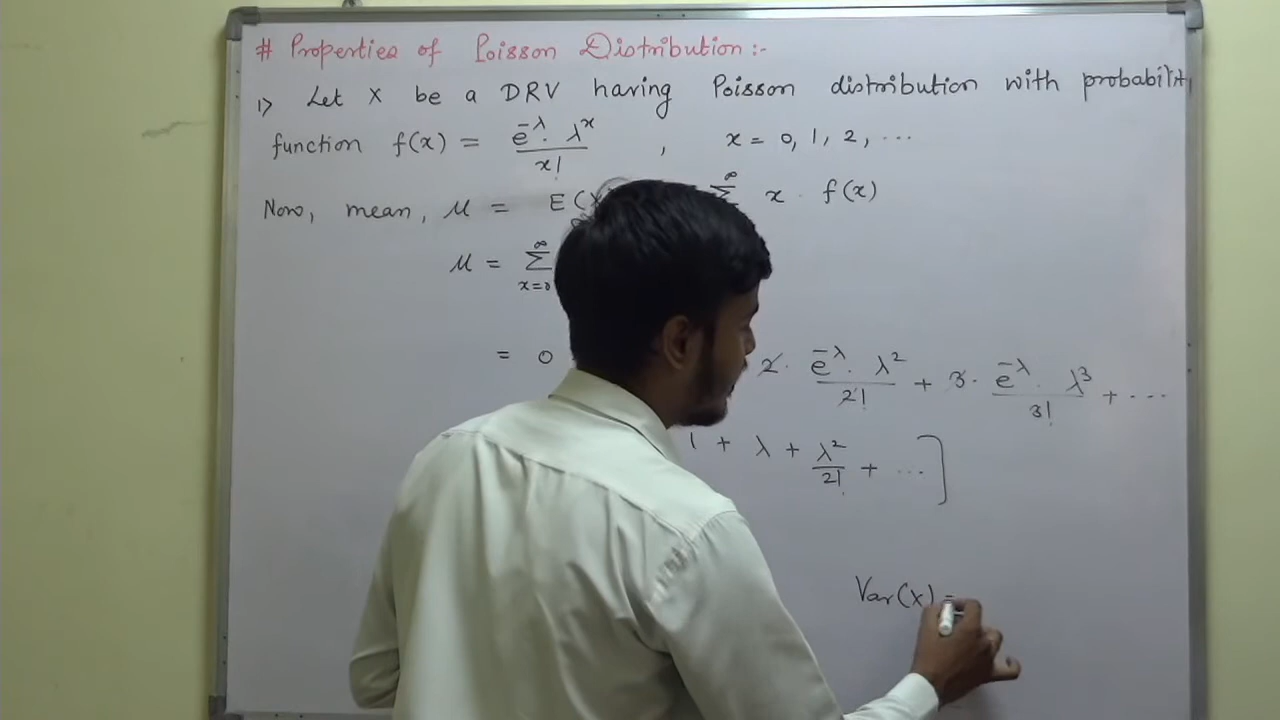 # Properties of Poisson Distribution :-
1> Let X be a DRV having Poisson distribution with probabilit
function f(x) = e^-λ · λ^x / x! , x = 0, 1, 2, ...
Now, mean, μ = E(X ∞ Σ x · f(x)
μ = ∞ Σ x=0
= 0 2 · e^-λ · λ^2 / 2! + 3 · e^-λ · λ^3 / 3! + ...
1 + λ + λ^2 / 2! + ... ]
Var(X) =